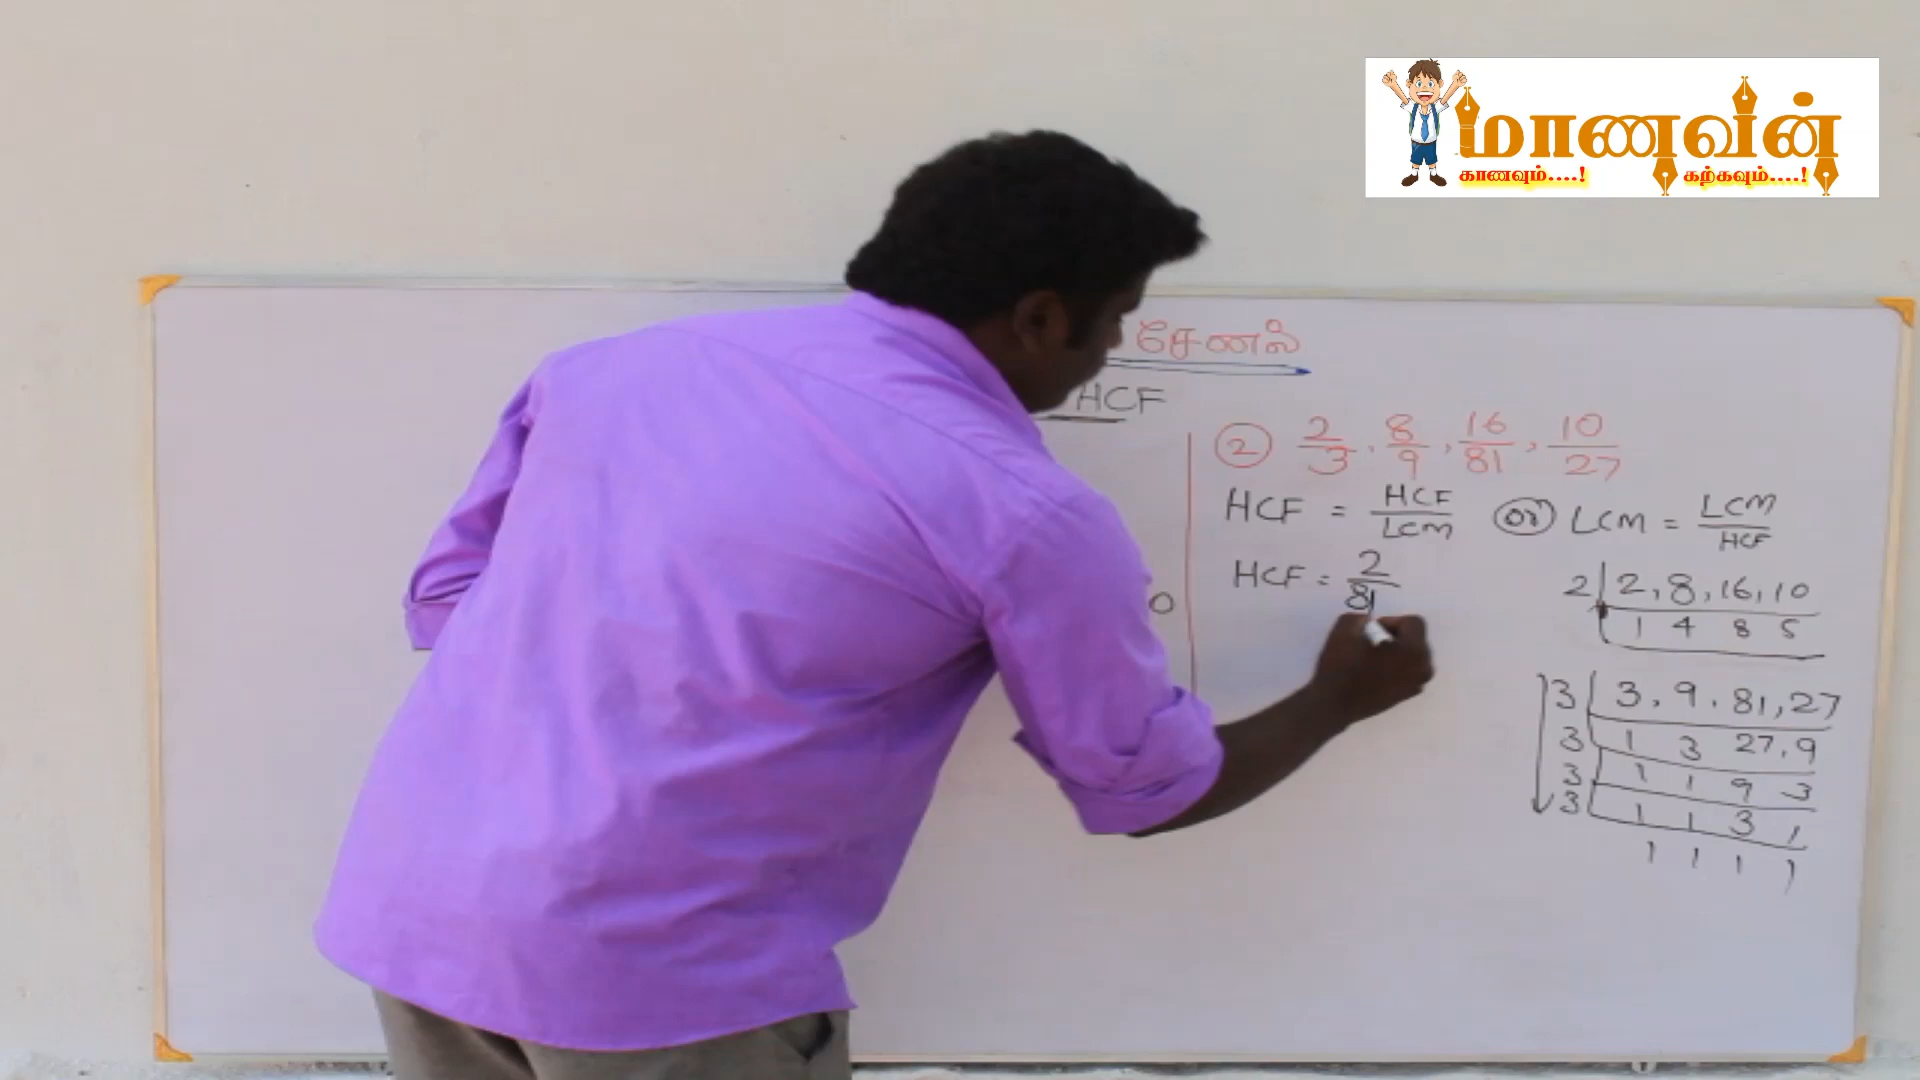 மாணவன்
காணவும்....! கற்கவும்....!
சேனல்
HCF
② 2/3, 8/9, 16/81, 10/27
HCF = HCF/LCM or LCM = LCM/HCF
HCF = 2/81
0
2 | 2, 8, 16, 10
1 4 8 5
3 | 3, 9, 81, 27
3 | 1 3 27, 9
3 | 1 1 9 3
3 | 1 1 3 1
1 1 1 1